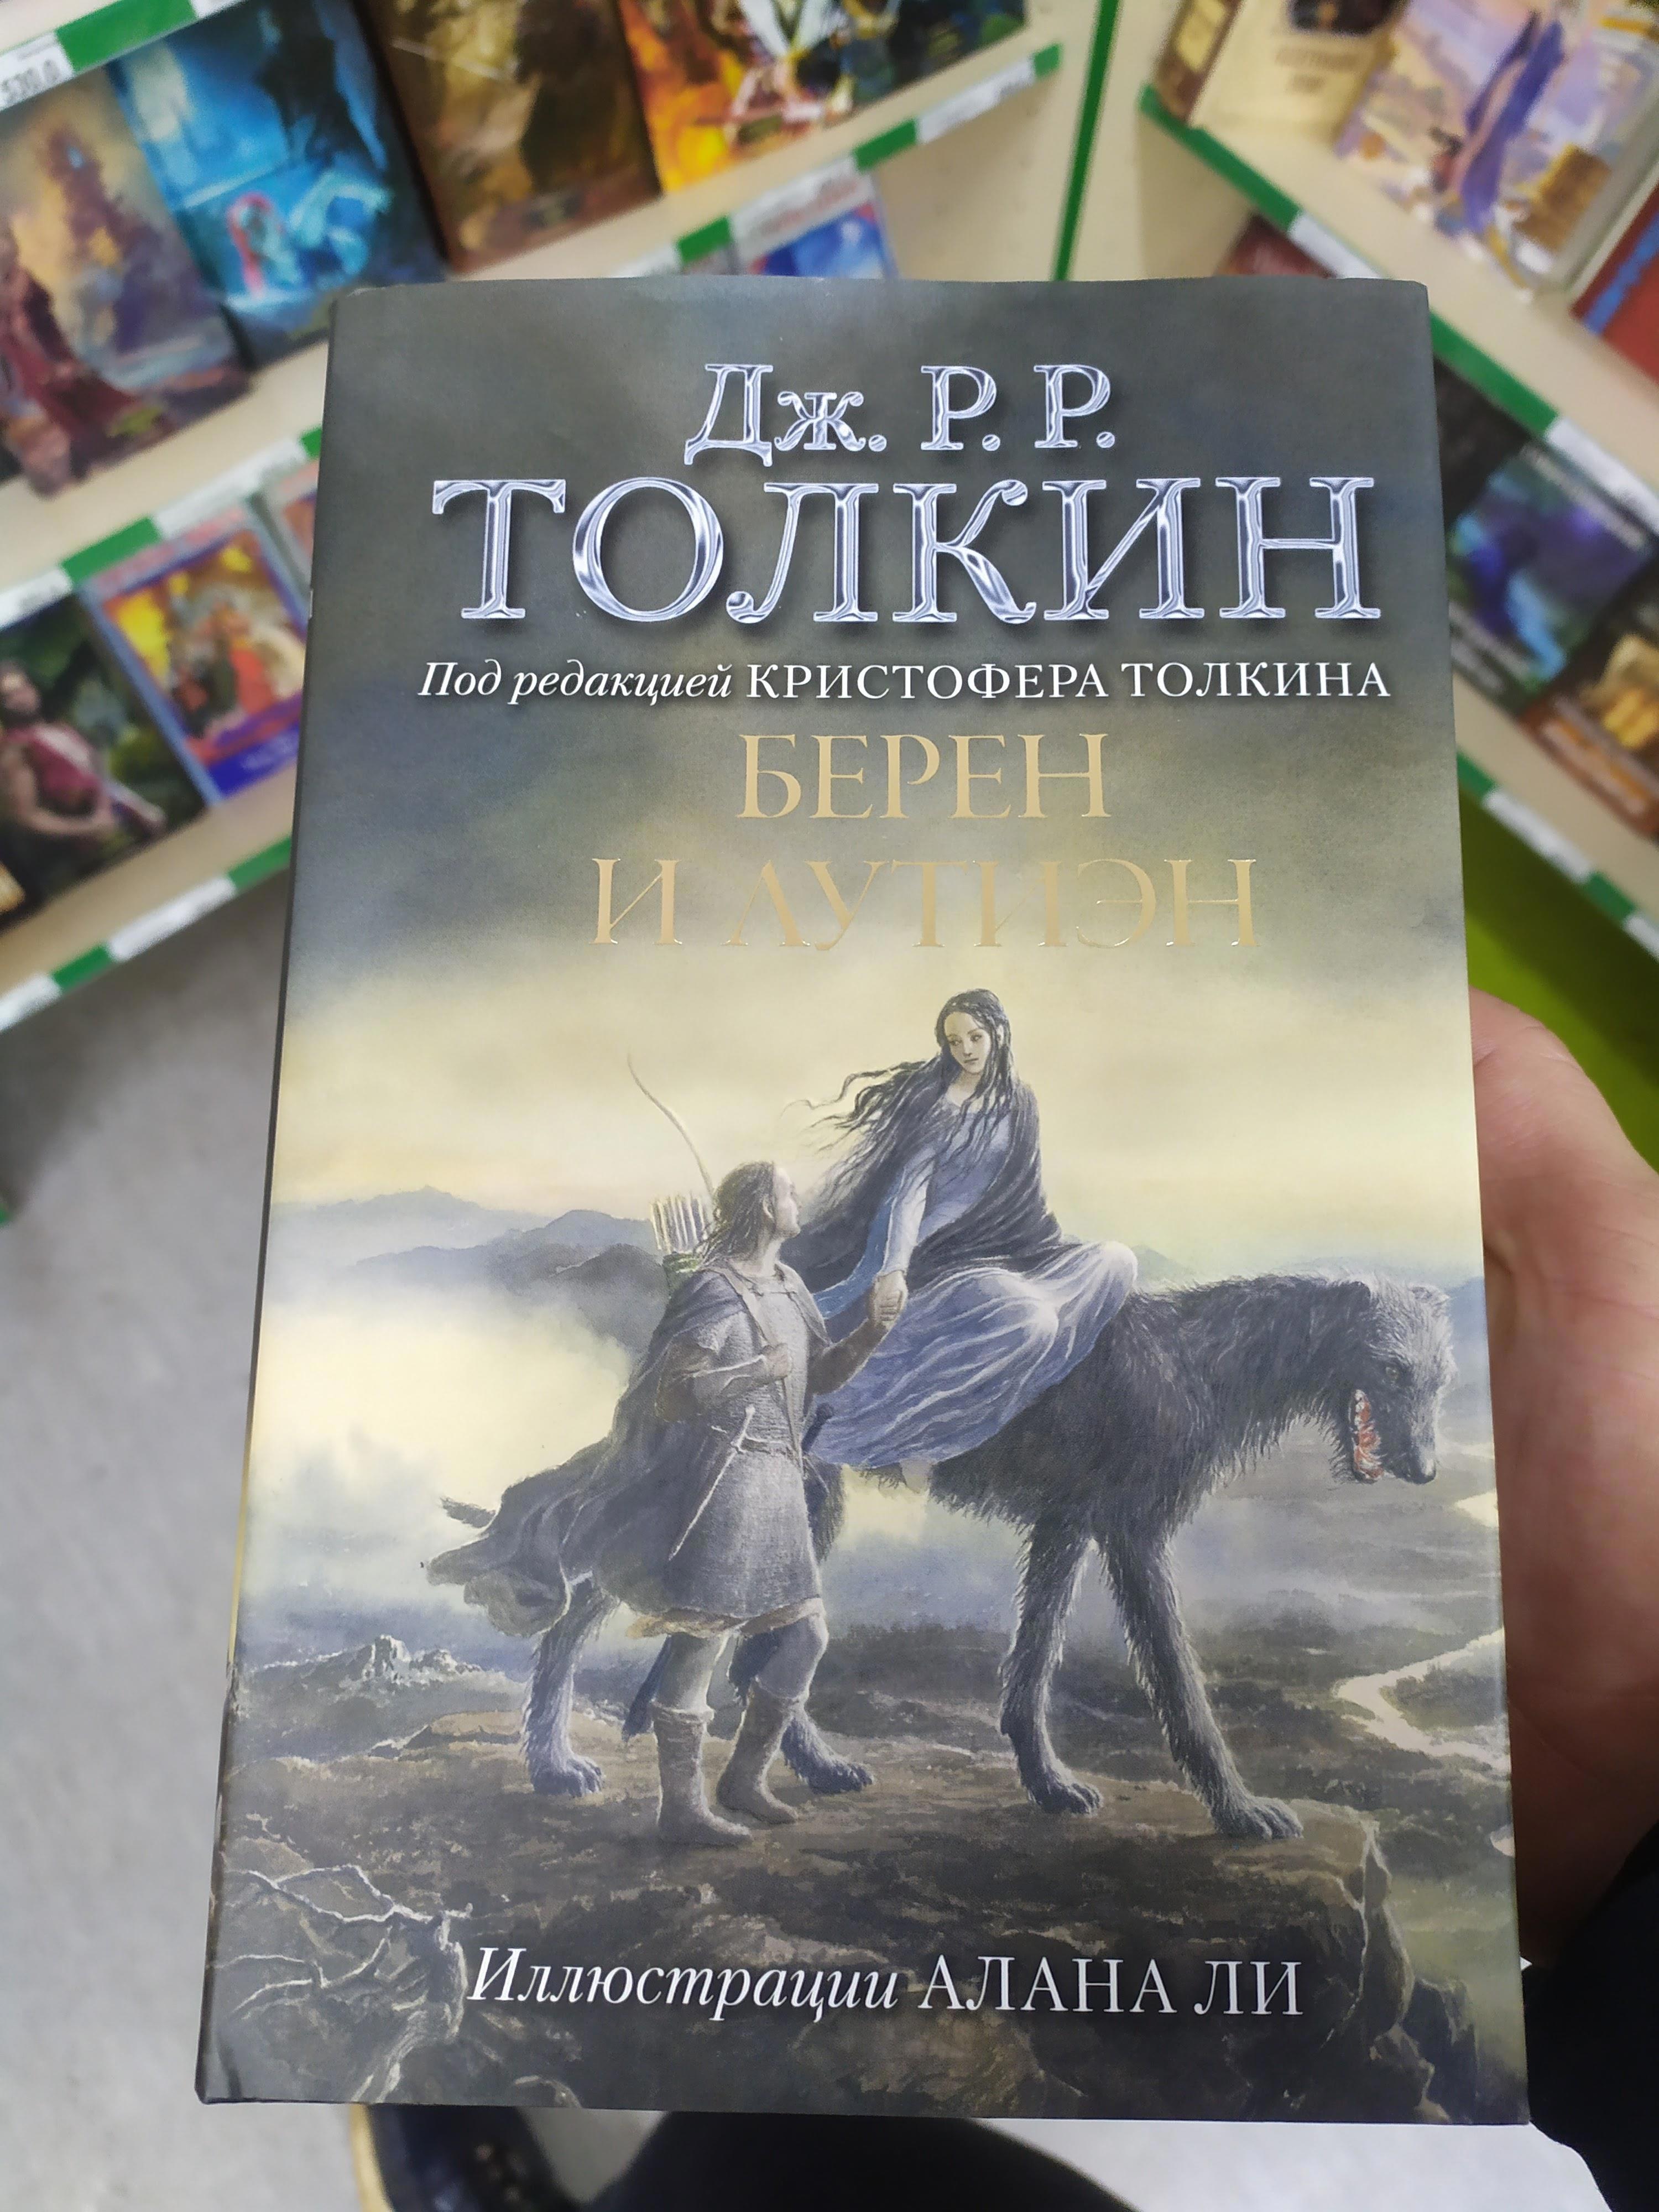 Дж. Р. Р.
ТОЛКИН
Под редакцией КРИСТОФЕРА ТОЛКИНА
БЕРЕН
И ЛУТИЭН
Иллюстрации АЛАНА ЛИ